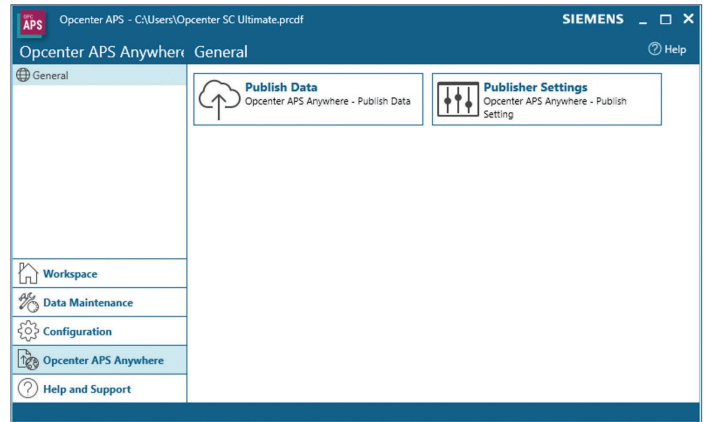 OPC
APS
Opcenter APS - C:\Users\Opcenter SC Ultimate.prcdf
SIEMENS
Opcenter APS Anywhere
General
Help
General
Publish Data
Opcenter APS Anywhere - Publish Data
Publisher Settings
Opcenter APS Anywhere - Publish
Setting
Workspace
Data Maintenance
Configuration
Opcenter APS Anywhere
Help and Support